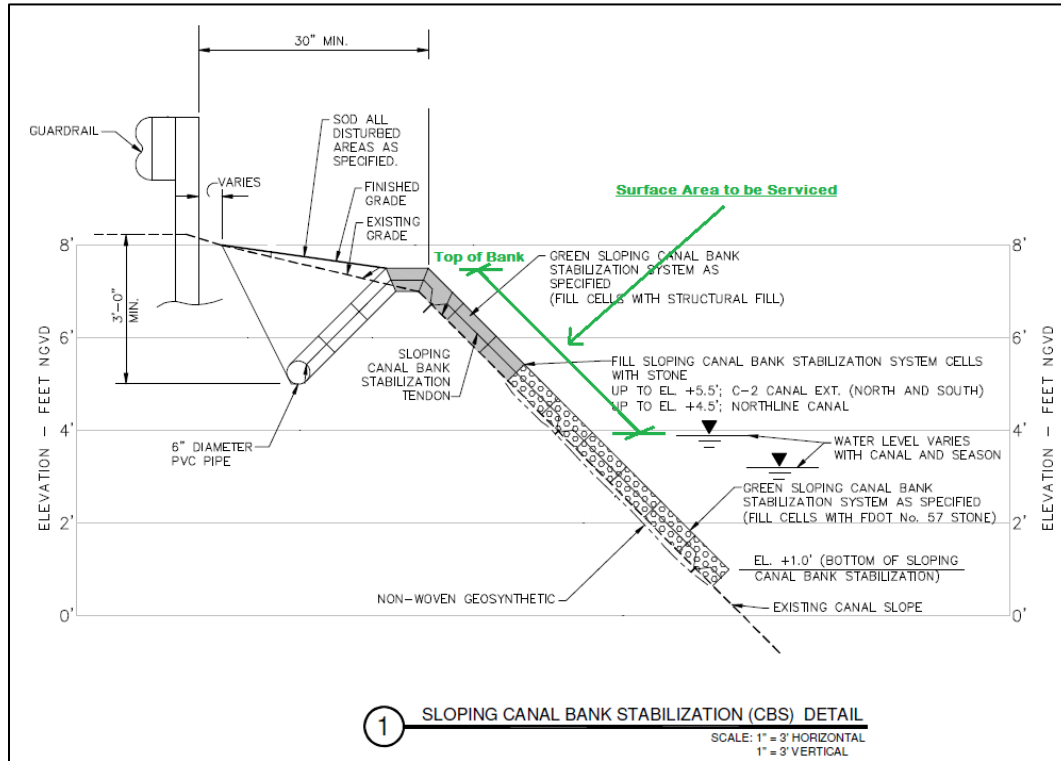 30" MIN.
GUARDRAIL
SOD ALL
DISTURBED
AREAS AS
SPECIFIED.
VARIES
FINISHED
GRADE
EXISTING
GRADE
Surface Area to be Serviced
Top of Bank
8'
8'
GREEN SLOPING CANAL BANK
STABILIZATION SYSTEM AS
SPECIFIED
(FILL CELLS WITH STRUCTURAL FILL)
3'-0"
MIN.
6'
6'
SLOPING
CANAL BANK
STABILIZATION
TENDON
FILL SLOPING CANAL BANK STABILIZATION SYSTEM CELLS
WITH STONE
UP TO EL. +5.5'; C-2 CANAL EXT. (NORTH AND SOUTH)
UP TO EL. +4.5'; NORTHLINE CANAL
ELEVATION - FEET NGVD
ELEVATION - FEET NGVD
6" DIAMETER
PVC PIPE
4'
4'
WATER LEVEL VARIES
WITH CANAL AND SEASON
GREEN SLOPING CANAL BANK
STABILIZATION SYSTEM AS SPECIFIED
(FILL CELLS WITH FDOT No. 57 STONE)
2'
2'
EL. +1.0' (BOTTOM OF SLOPING
CANAL BANK STABILIZATION)
NON-WOVEN GEOSYNTHETIC
EXISTING CANAL SLOPE
0'
0'
1
SLOPING CANAL BANK STABILIZATION (CBS) DETAIL
SCALE: 1" = 3' HORIZONTAL
1" = 3' VERTICAL